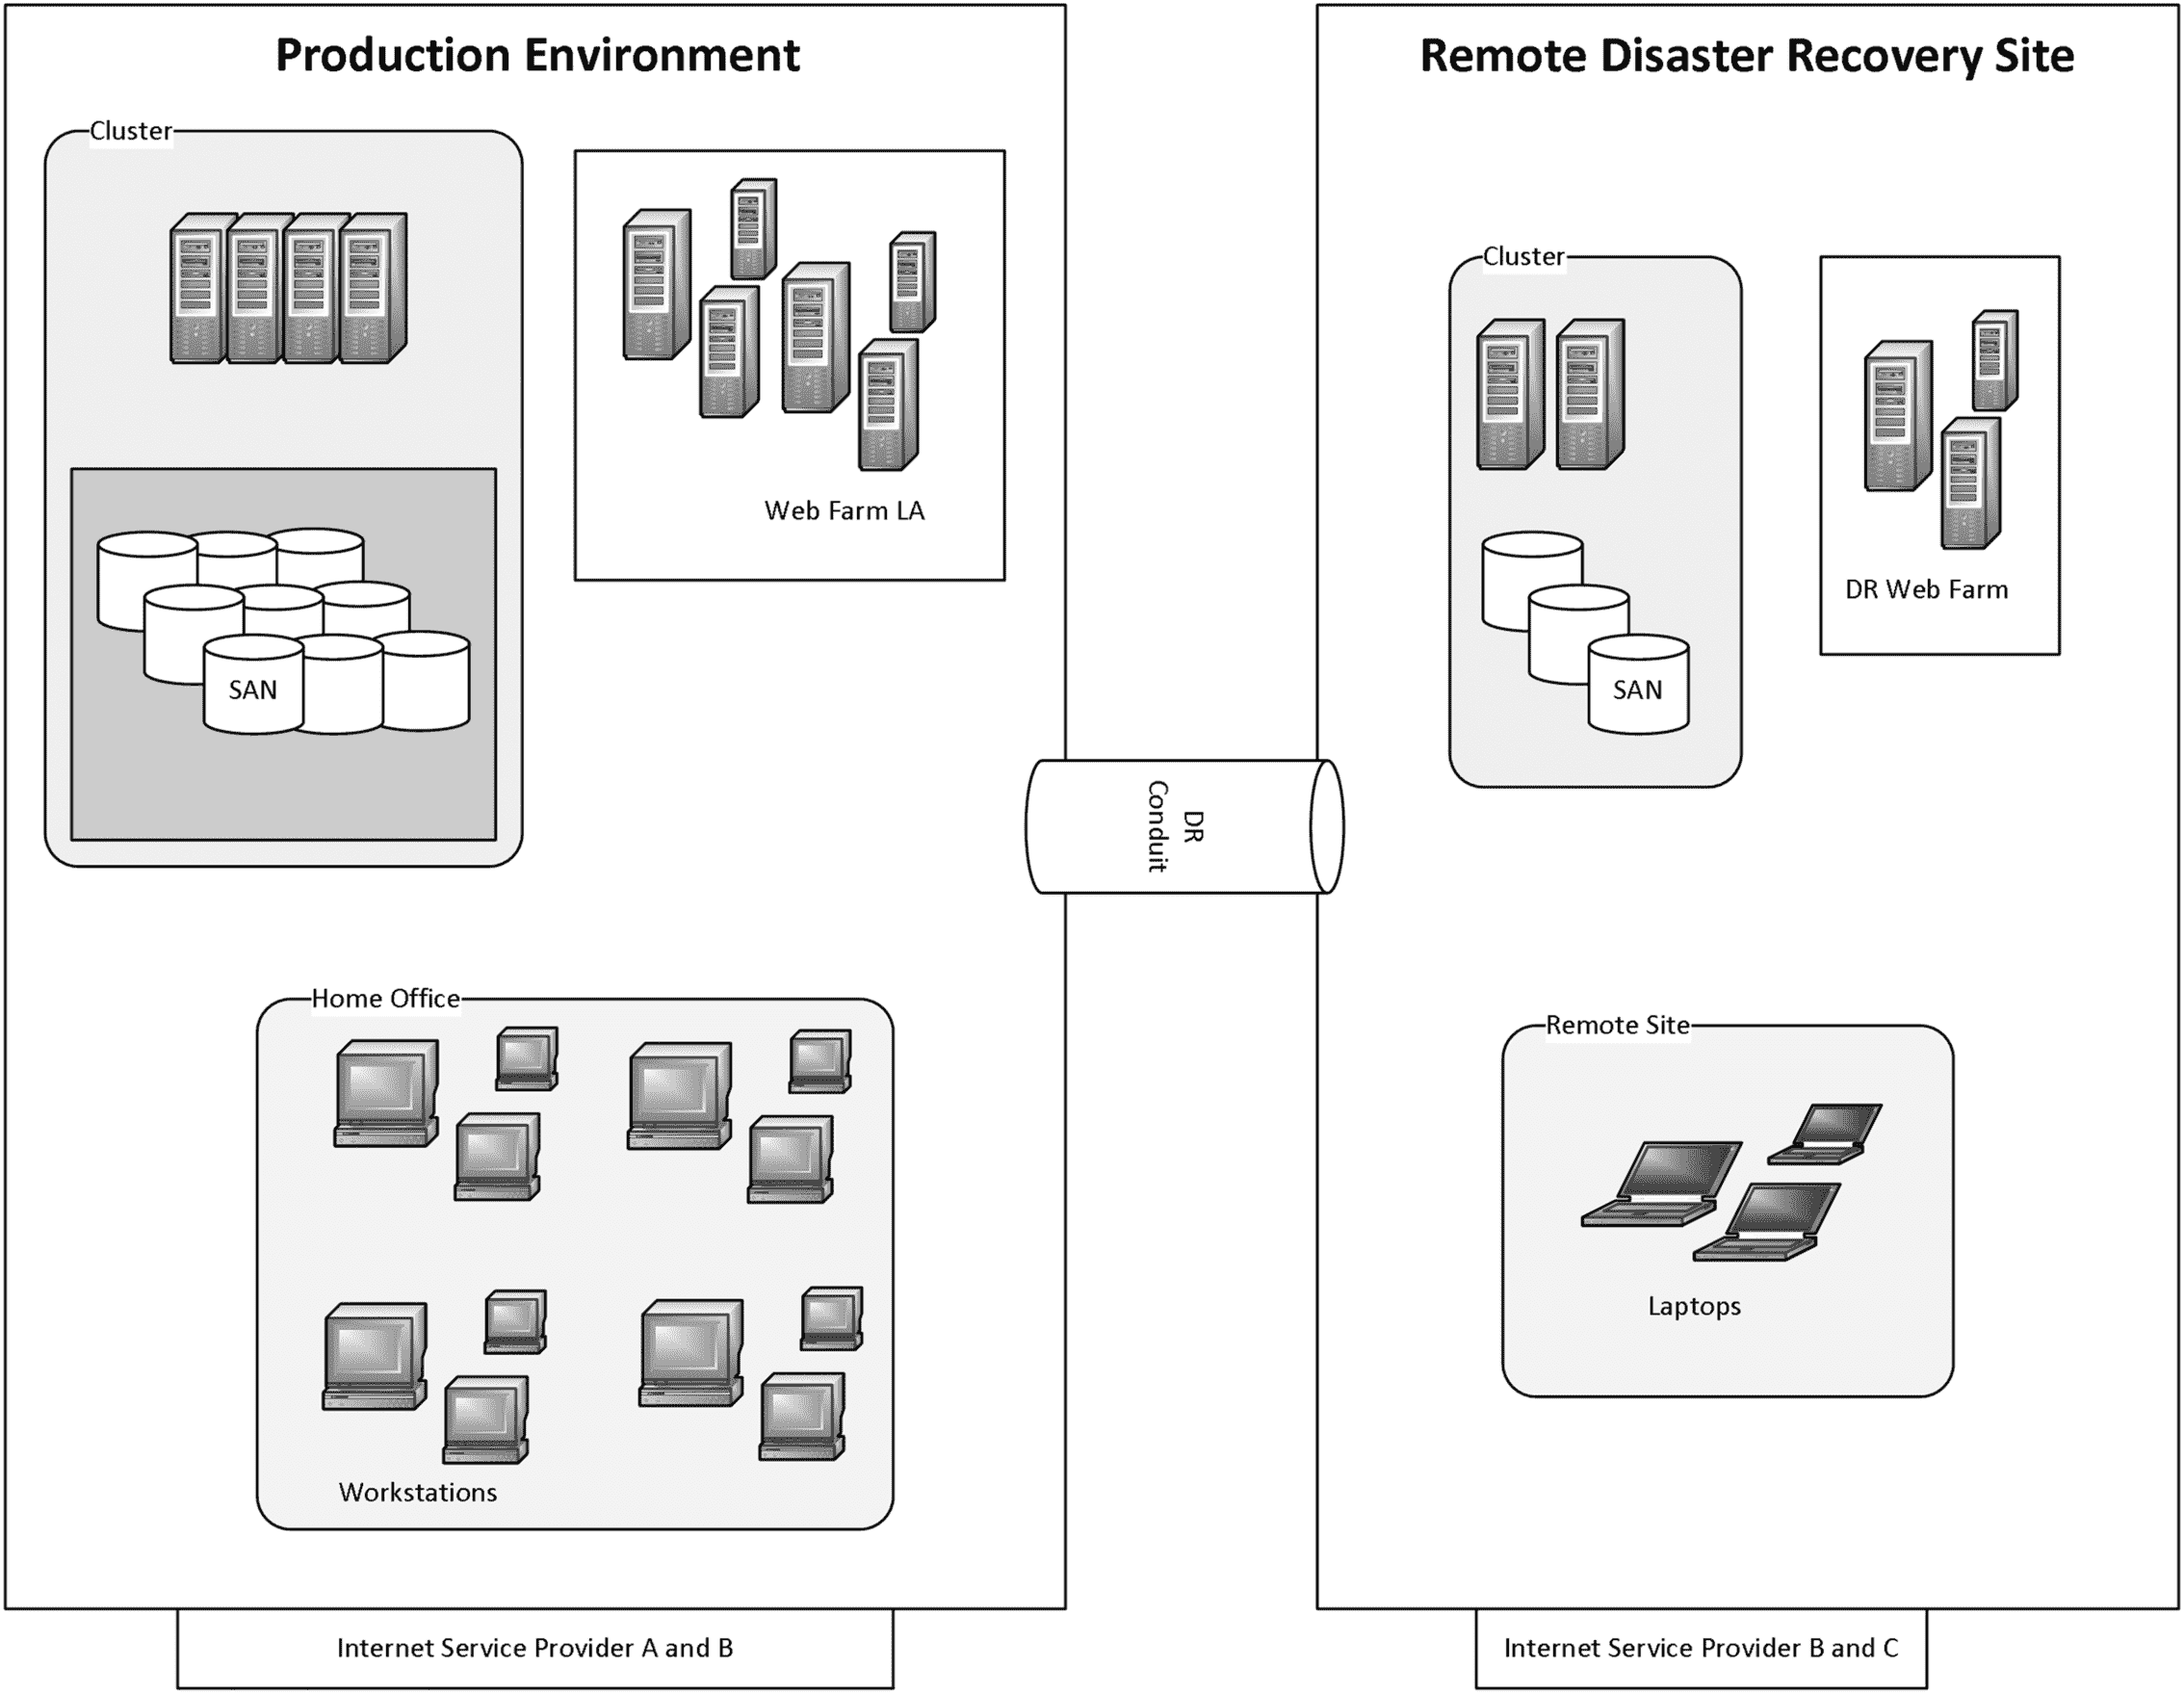 Production Environment
Cluster
SAN
Web Farm LA
Home Office
Workstations
Internet Service Provider A and B
DR
Conduit
Remote Disaster Recovery Site
Cluster
SAN
DR Web Farm
Remote Site
Laptops
Internet Service Provider B and C